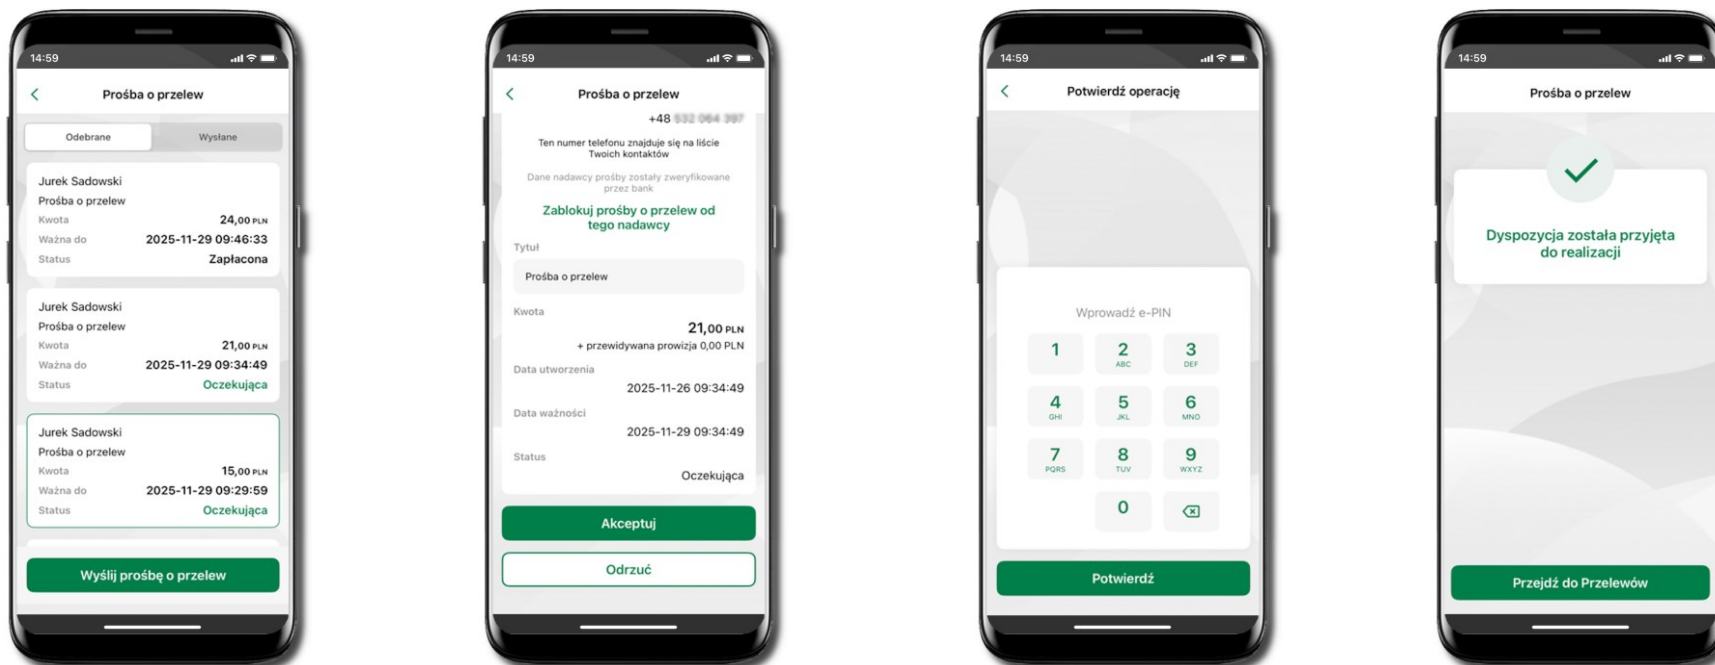 14:59
Prośba o przelew
Odebrane
Wysłane
Jurek Sadowski
Prośba o przelew
Kwota 24,00 PLN
Ważna do 2025-11-29 09:46:33
Status Zapłacona
Jurek Sadowski
Prośba o przelew
Kwota 21,00 PLN
Ważna do 2025-11-29 09:34:49
Status Oczekująca
Jurek Sadowski
Prośba o przelew
Kwota 15,00 PLN
Ważna do 2025-11-29 09:29:59
Status Oczekująca
Wyślij prośbę o przelew
14:59
Prośba o przelew
+48
Ten numer telefonu znajduje się na liście
Twoich kontaktów
Dane nadawcy prośby zostały zweryfikowane
przez bank
Zablokuj prośby o przelew od
tego nadawcy
Tytuł
Prośba o przelew
Kwota
21,00 PLN
+ przewidywana prowizja 0,00 PLN
Data utworzenia
2025-11-26 09:34:49
Data ważności
2025-11-29 09:34:49
Status
Oczekująca
Akceptuj
Odrzuć
14:59
Potwierdź operację
Wprowadź e-PIN
1 2 3
ABC DEF
4 5 6
GHI JKL MNO
7 8 9
PQRS TUV WXYZ
0
Potwierdź
14:59
Prośba o przelew
Dyspozycja została przyjęta
do realizacji
Przejdź do Przelewów